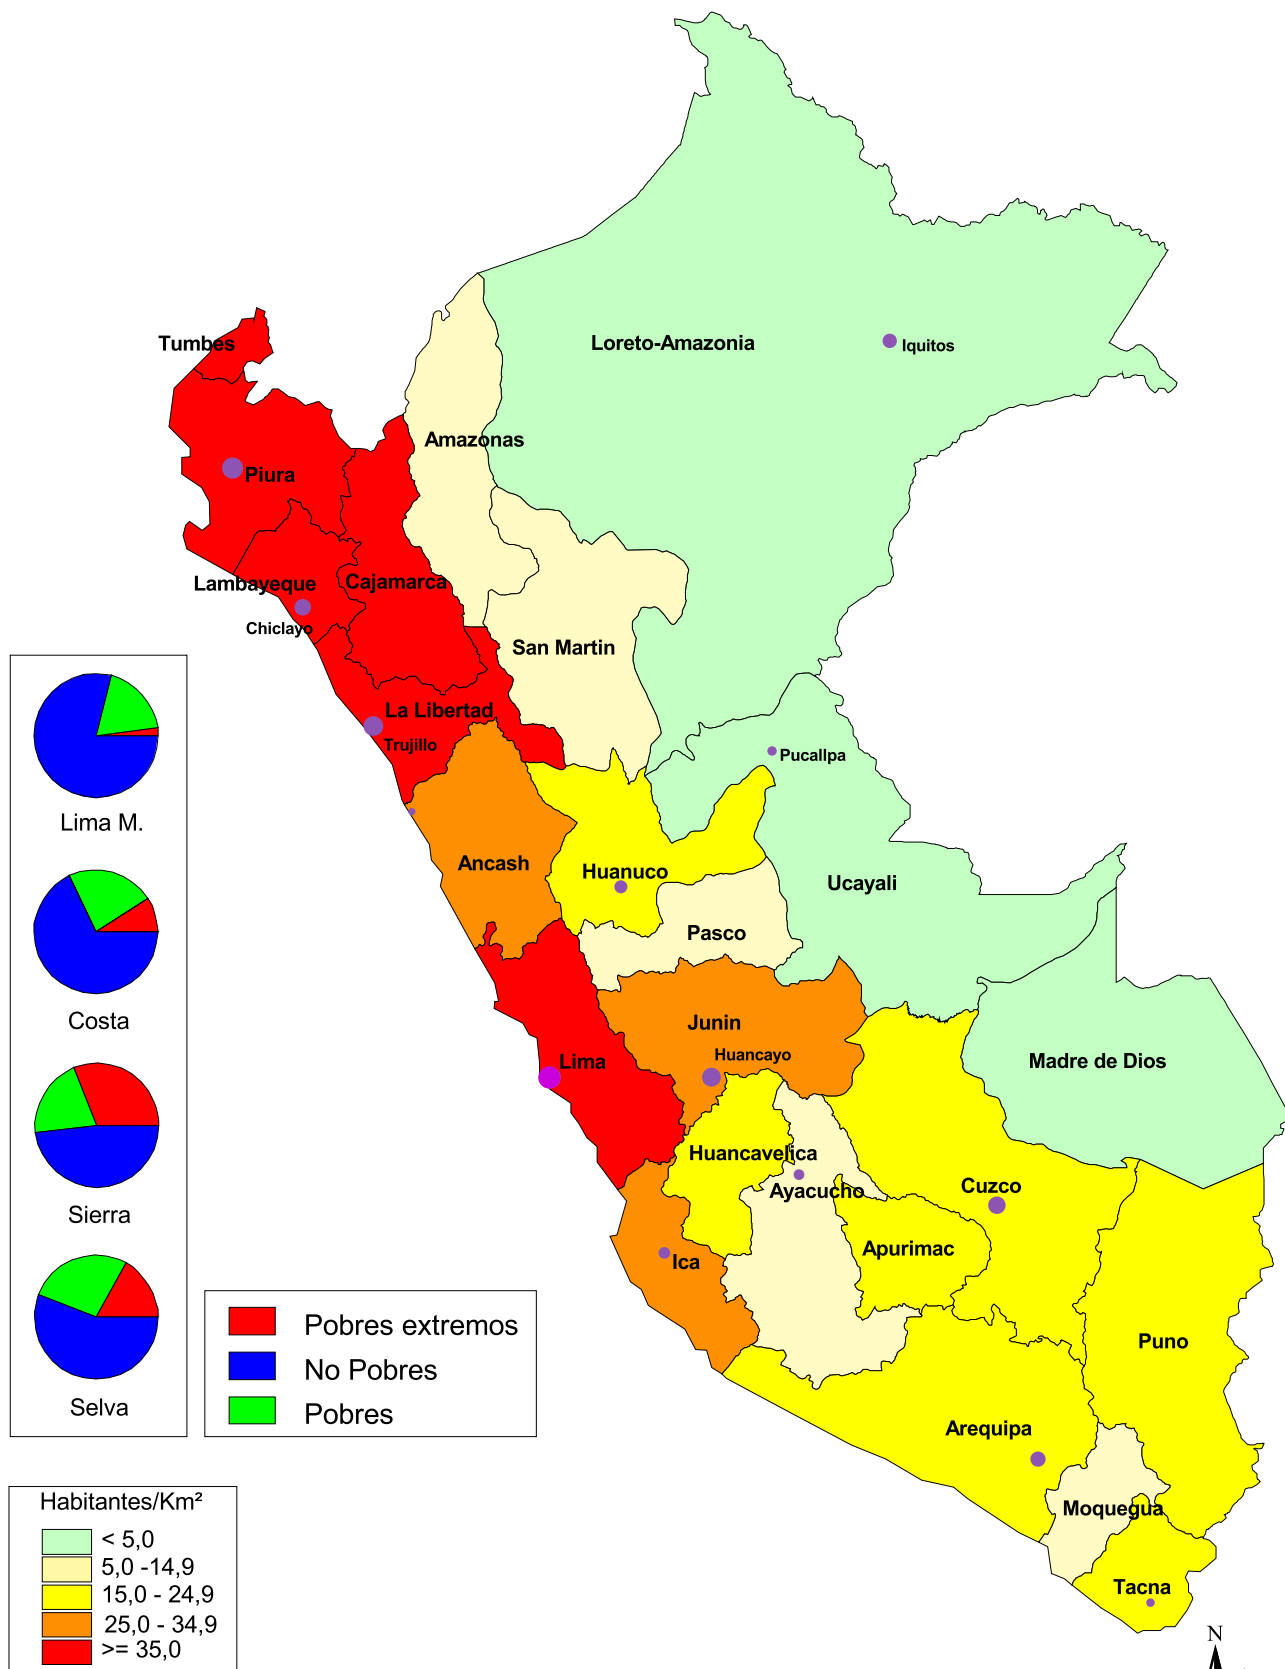 Tumbes
Loreto-Amazonia
Iquitos
Amazonas
Piura
Lambayeque
Cajamarca
Chiclayo
San Martin
La Libertad
Trujillo
Pucallpa
Ancash
Huanuco
Ucayali
Pasco
Junin
Huancayo
Lima
Madre de Dios
Huancavelica
Ayacucho
Cuzco
Apurimac
Ica
Puno
Arequipa
Moquegua
Tacna
Lima M.
Costa
Sierra
Selva
Pobres extremos
No Pobres
Pobres
Habitantes/Km²
< 5,0
5,0 -14,9
15,0 - 24,9
25,0 - 34,9
>= 35,0
N